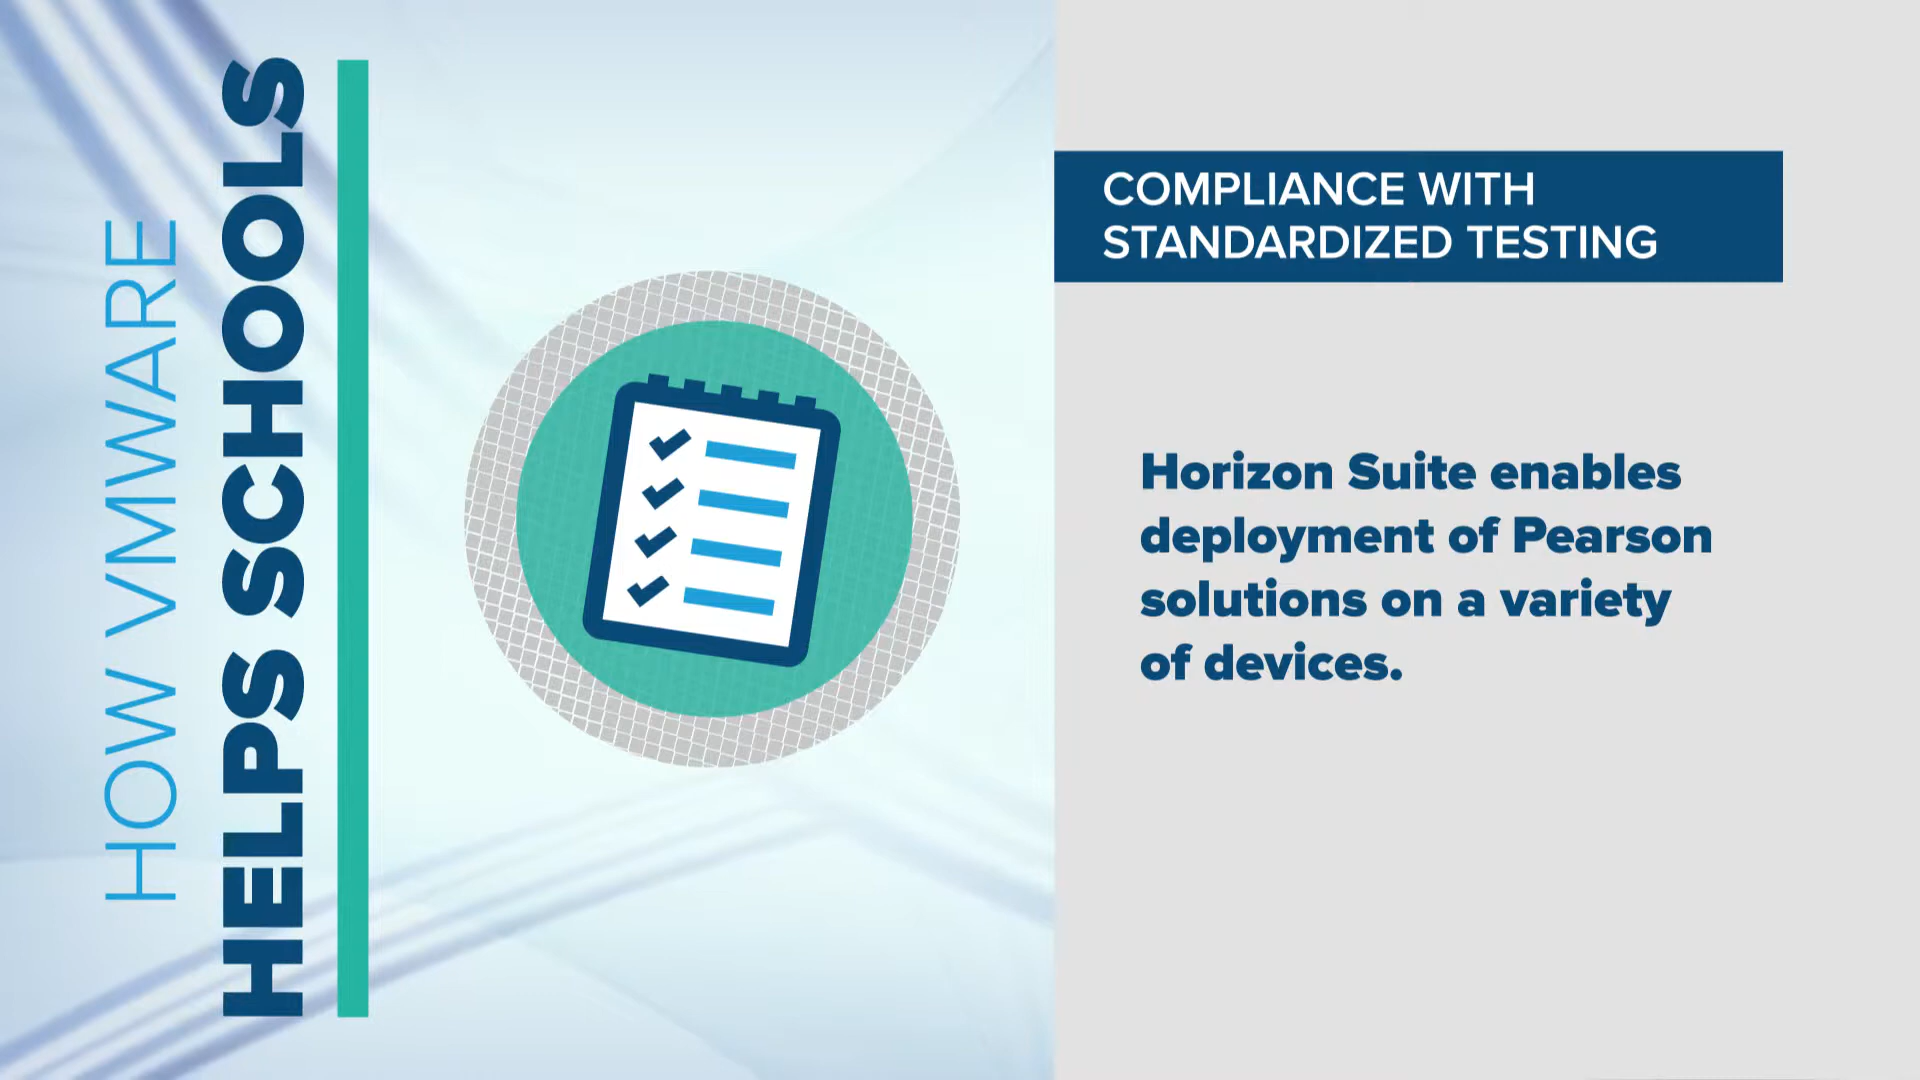 HOW VMWARE
HELPS SCHOOLS
COMPLIANCE WITH
STANDARDIZED TESTING
Horizon Suite enables
deployment of Pearson
solutions on a variety
of devices.